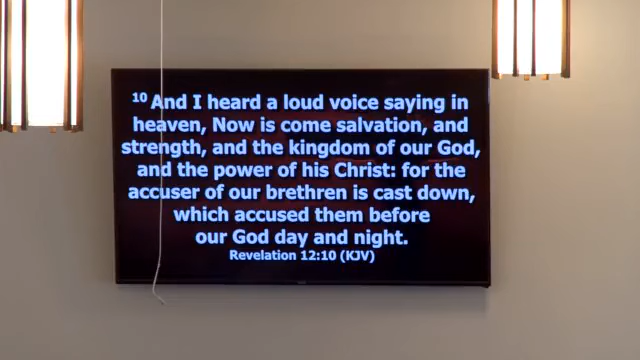 10 And I heard a loud voice saying in
heaven, Now is come salvation, and
strength, and the kingdom of our God,
and the power of his Christ: for the
accuser of our brethren is cast down,
which accused them before
our God day and night.
Revelation 12:10 (KJV)